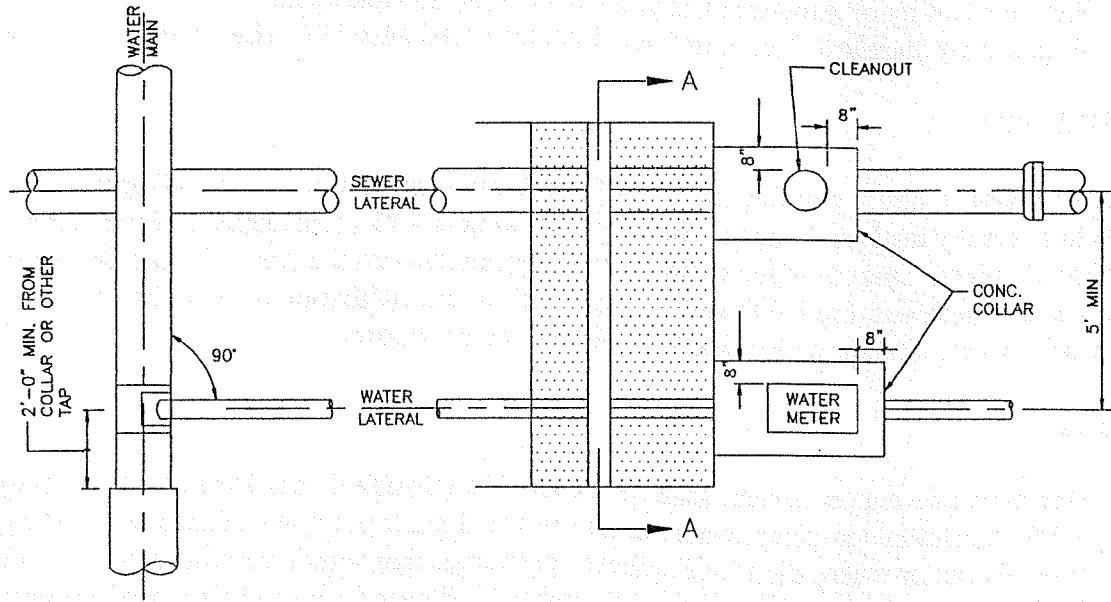 WATER
MAIN
A
CLEANOUT
8"
8"
SEWER
LATERAL
CONC.
COLLAR
5' MIN
2'-0" MIN. FROM
COLLAR OR OTHER
TAP
90°
8"
8"
WATER
LATERAL
WATER
METER
A